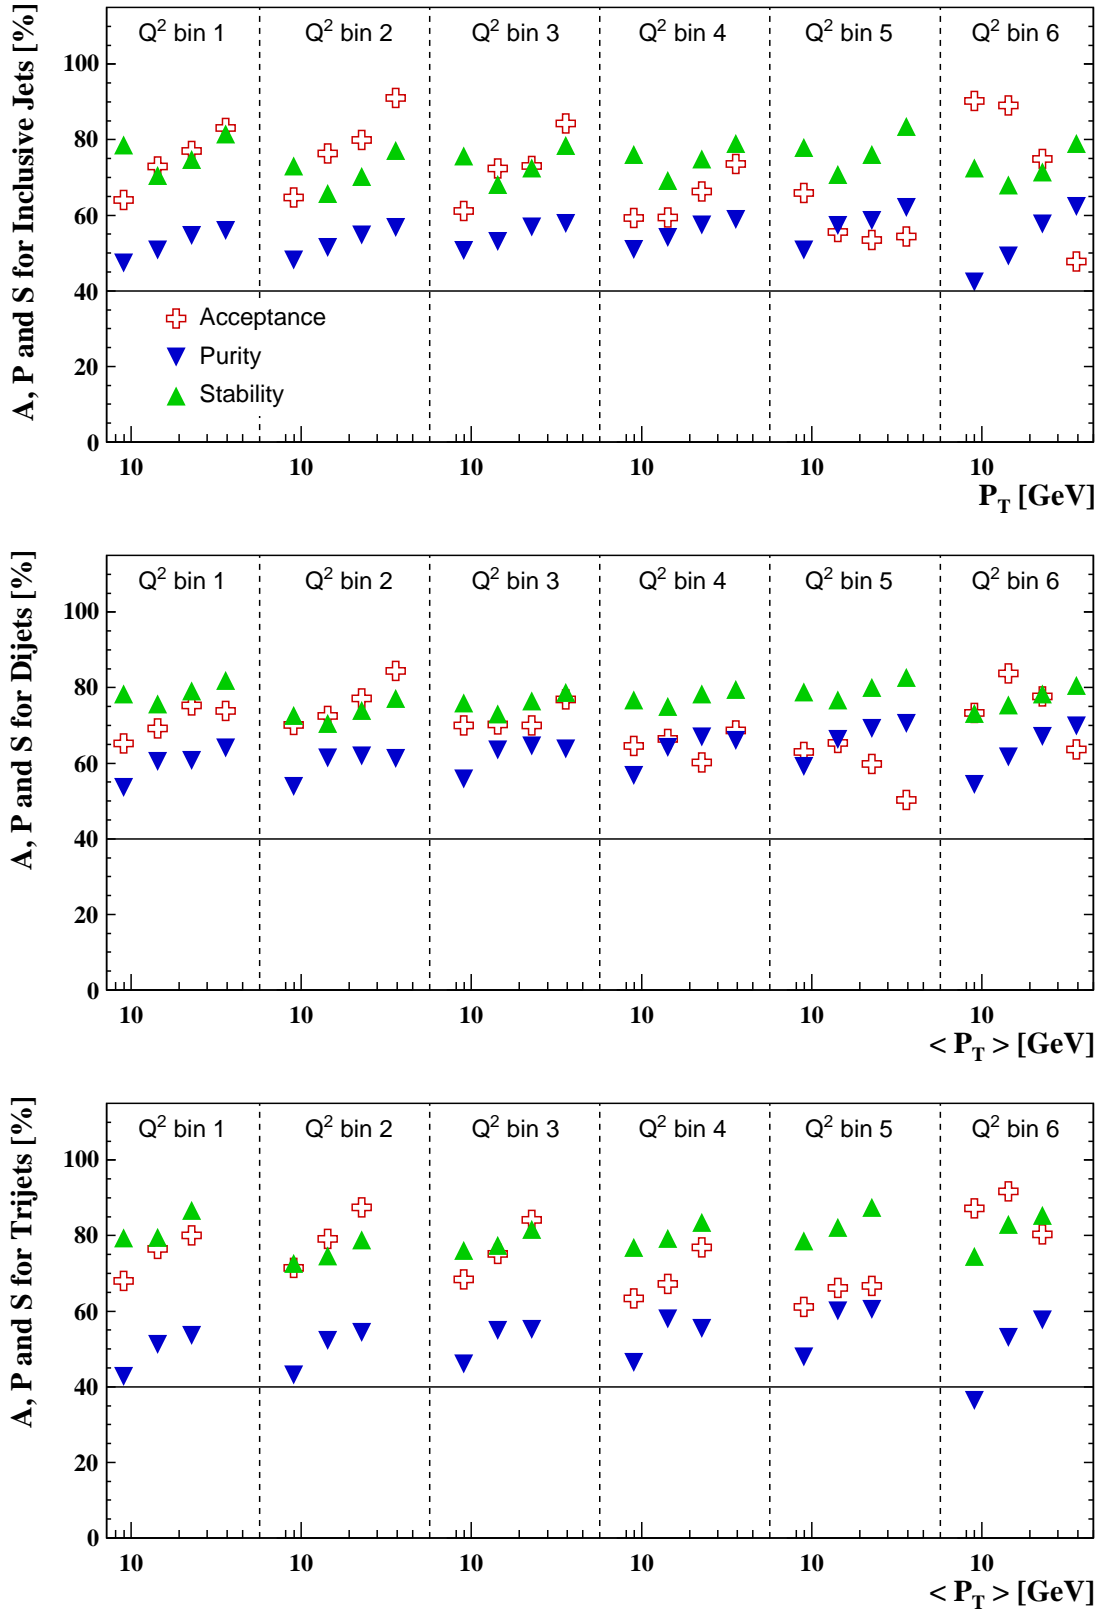 A, P and S for Inclusive Jets [%]
Q² bin 1 Q² bin 2 Q² bin 3 Q² bin 4 Q² bin 5 Q² bin 6
100
80
60
40
Acceptance
Purity
Stability
20
0
10 10 10 10 10 10
P_T [GeV]
A, P and S for Dijets [%]
Q² bin 1 Q² bin 2 Q² bin 3 Q² bin 4 Q² bin 5 Q² bin 6
100
80
60
40
20
0
10 10 10 10 10 10
< P_T > [GeV]
A, P and S for Trijets [%]
Q² bin 1 Q² bin 2 Q² bin 3 Q² bin 4 Q² bin 5 Q² bin 6
100
80
60
40
20
0
10 10 10 10 10 10
< P_T > [GeV]